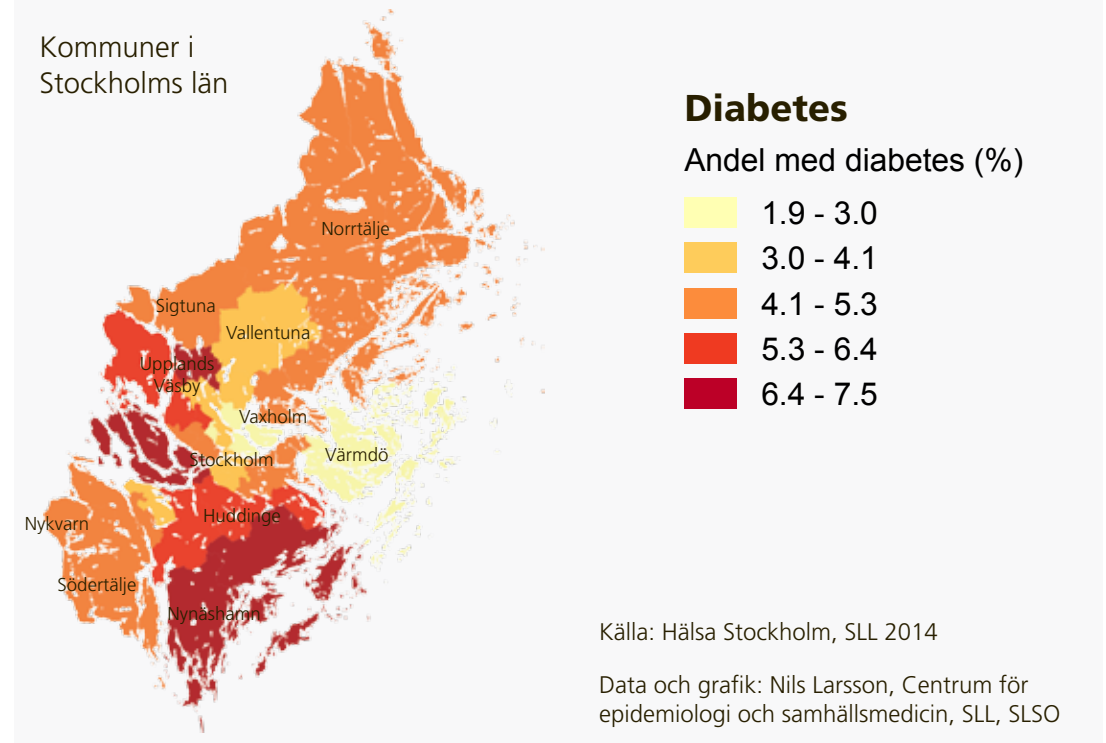 Kommuner i
Stockholms län
Diabetes
Andel med diabetes (%)
1.9 - 3.0
3.0 - 4.1
4.1 - 5.3
5.3 - 6.4
6.4 - 7.5
Norrtälje
Sigtuna
Vallentuna
Upplands
Väsby
Vaxholm
Stockholm
Värmdö
Nykvarn
Huddinge
Södertälje
Nynäshamn
Källa: Hälsa Stockholm, SLL 2014
Data och grafik: Nils Larsson, Centrum för
epidemiologi och samhällsmedicin, SLL, SLSO